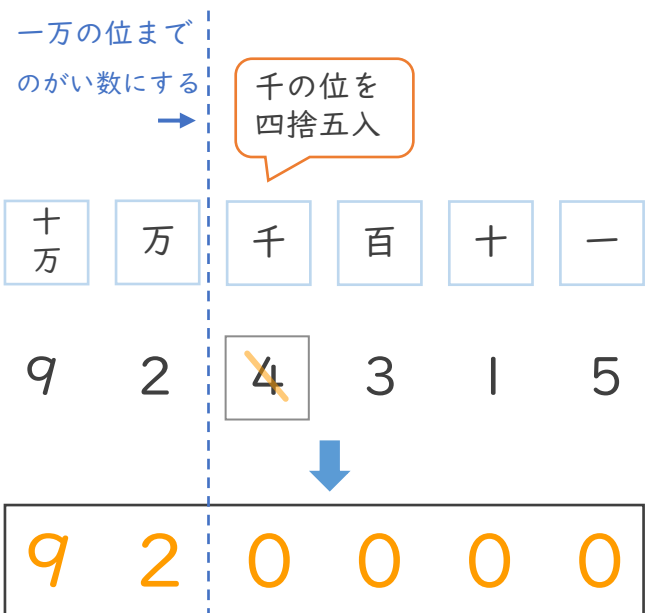 一万の位まで
のがい数にする
千の位を
四捨五入
十万 万 千 百 十 一
9 2 4 3 1 5
9 2 0 0 0 0